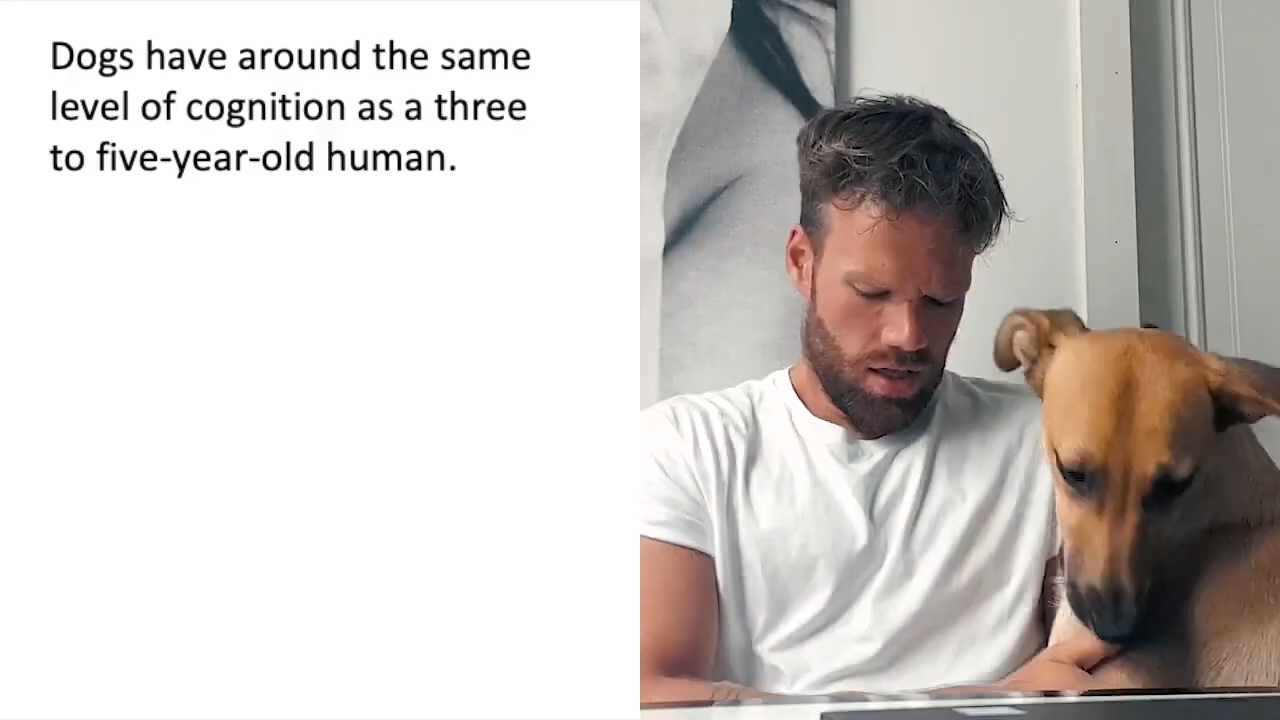 Dogs have around the same
level of cognition as a three
to five-year-old human.